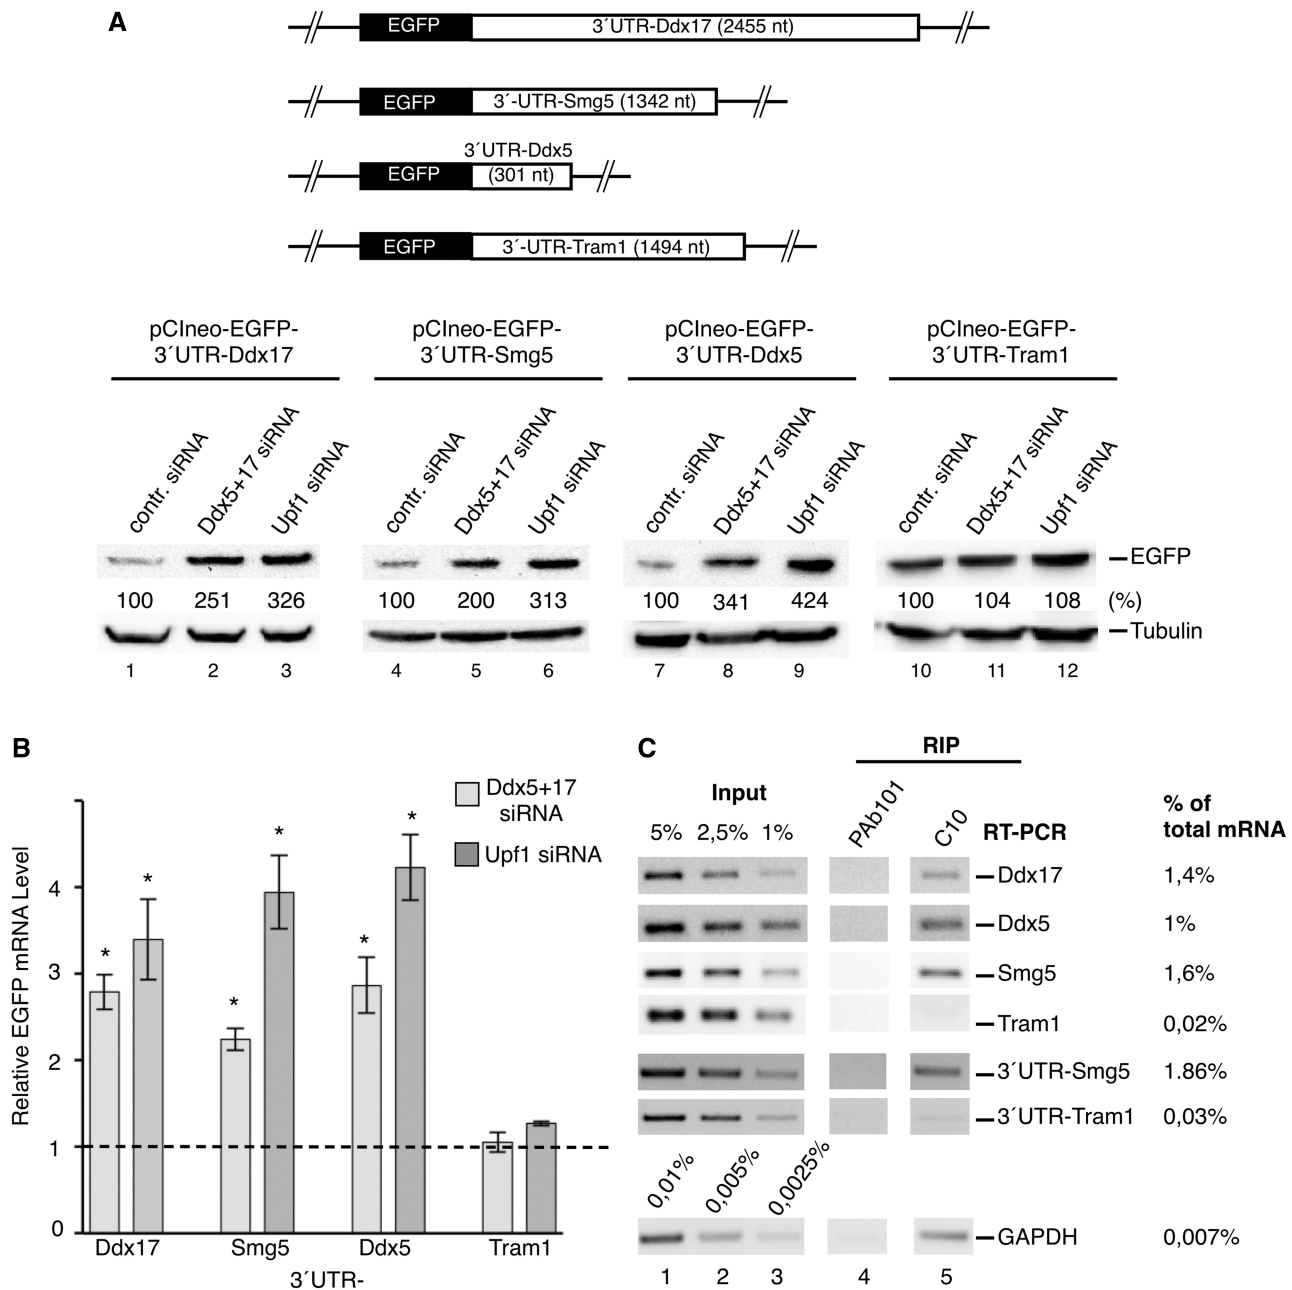 A
EGFP 3´UTR-Ddx17 (2455 nt)
EGFP 3´-UTR-Smg5 (1342 nt)
3´UTR-Ddx5
EGFP (301 nt)
EGFP 3´-UTR-Tram1 (1494 nt)
pCIneo-EGFP-
3´UTR-Ddx17
pCIneo-EGFP-
3´UTR-Smg5
pCIneo-EGFP-
3´UTR-Ddx5
pCIneo-EGFP-
3´UTR-Tram1
contr. siRNA
Ddx5+17 siRNA
Upf1 siRNA
contr. siRNA
Ddx5+17 siRNA
Upf1 siRNA
contr. siRNA
Ddx5+17 siRNA
Upf1 siRNA
contr. siRNA
Ddx5+17 siRNA
Upf1 siRNA
EGFP
100 251 326 100 200 313 100 341 424 100 104 108 (%)
Tubulin
1 2 3 4 5 6 7 8 9 10 11 12
B
Relative EGFP mRNA Level
Ddx5+17
siRNA
Upf1 siRNA
* * * * * *
4
3
2
1
0
Ddx17 Smg5 Ddx5 Tram1
3´UTR-
C
RIP
Input
5% 2,5% 1%
PAb101
C10
RT-PCR
% of
total mRNA
Ddx17 1,4%
Ddx5 1%
Smg5 1,6%
Tram1 0,02%
3´UTR-Smg5 1.86%
3´UTR-Tram1 0,03%
0,01%
0,005%
0,0025%
GAPDH 0,007%
1 2 3 4 5